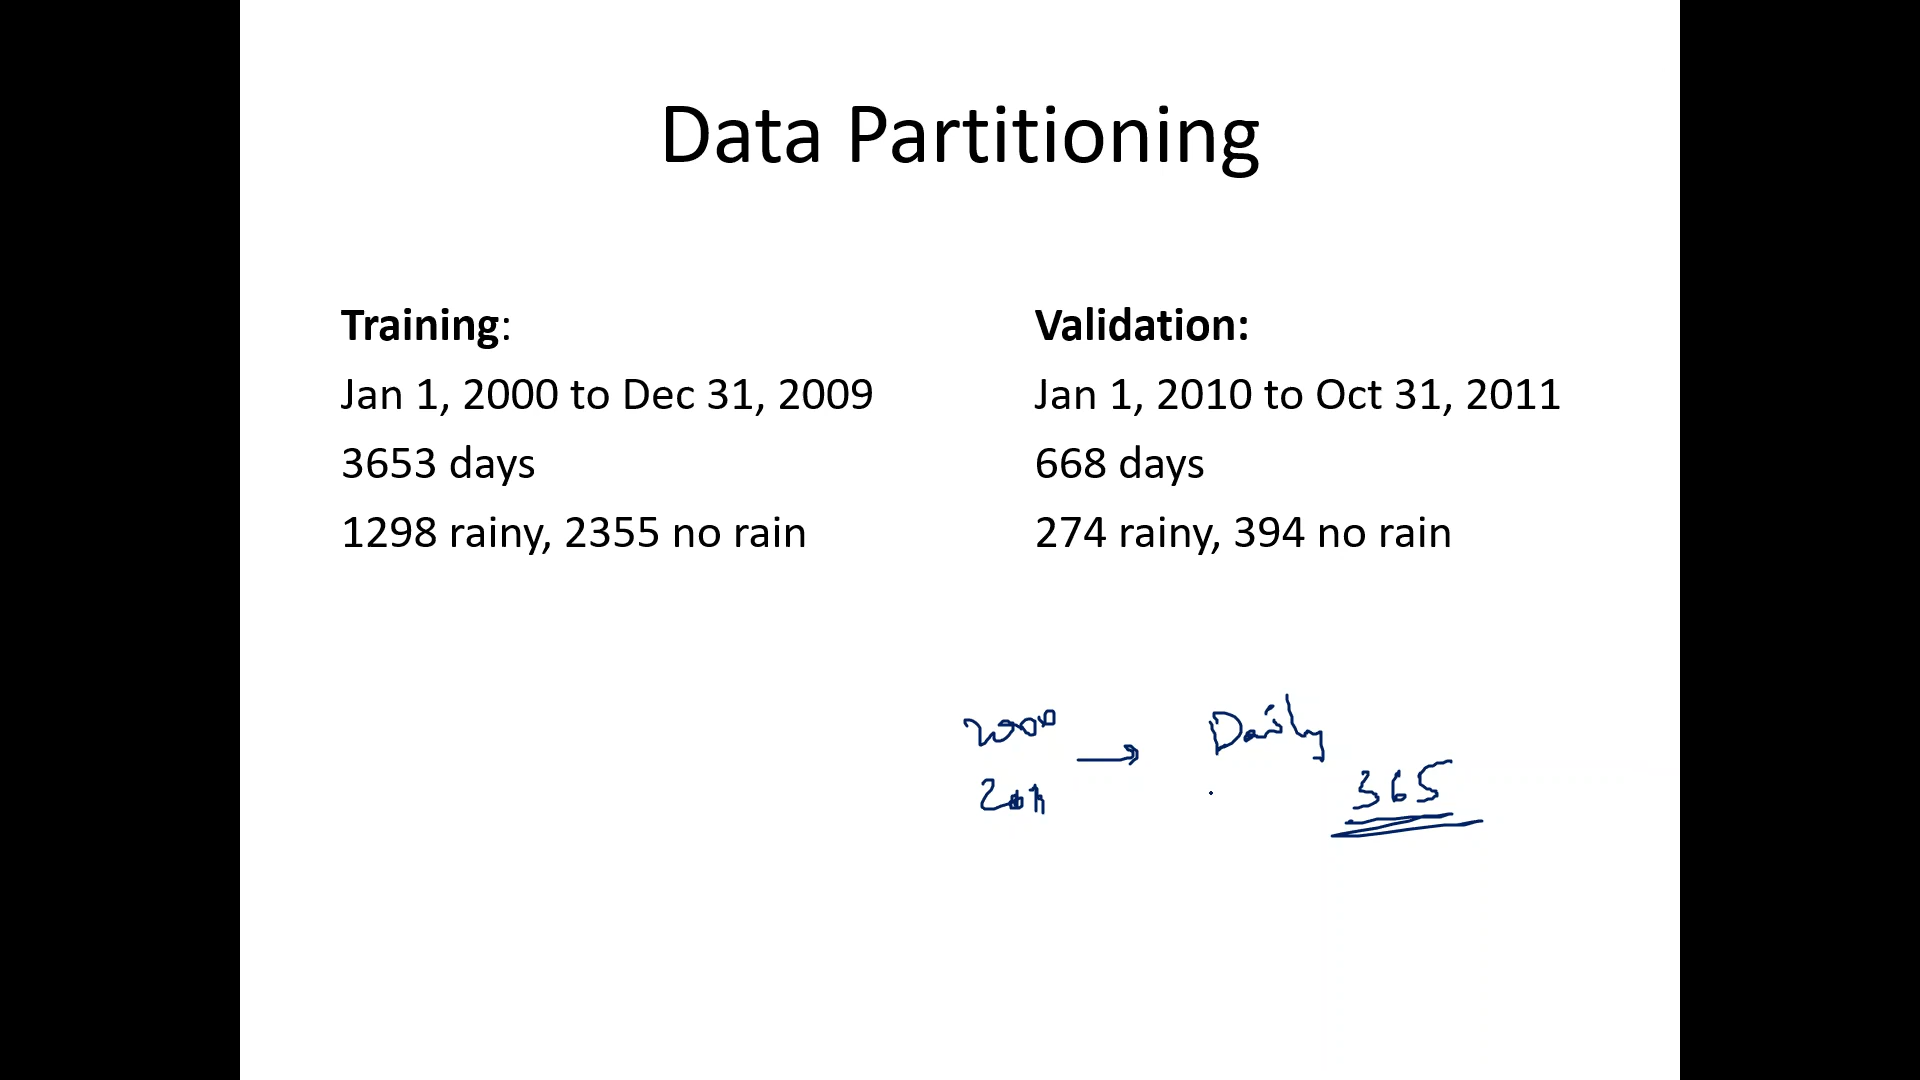 Data Partitioning
Training:
Jan 1, 2000 to Dec 31, 2009
3653 days
1298 rainy, 2355 no rain
Validation:
Jan 1, 2010 to Oct 31, 2011
668 days
274 rainy, 394 no rain
2000 → Daily
365